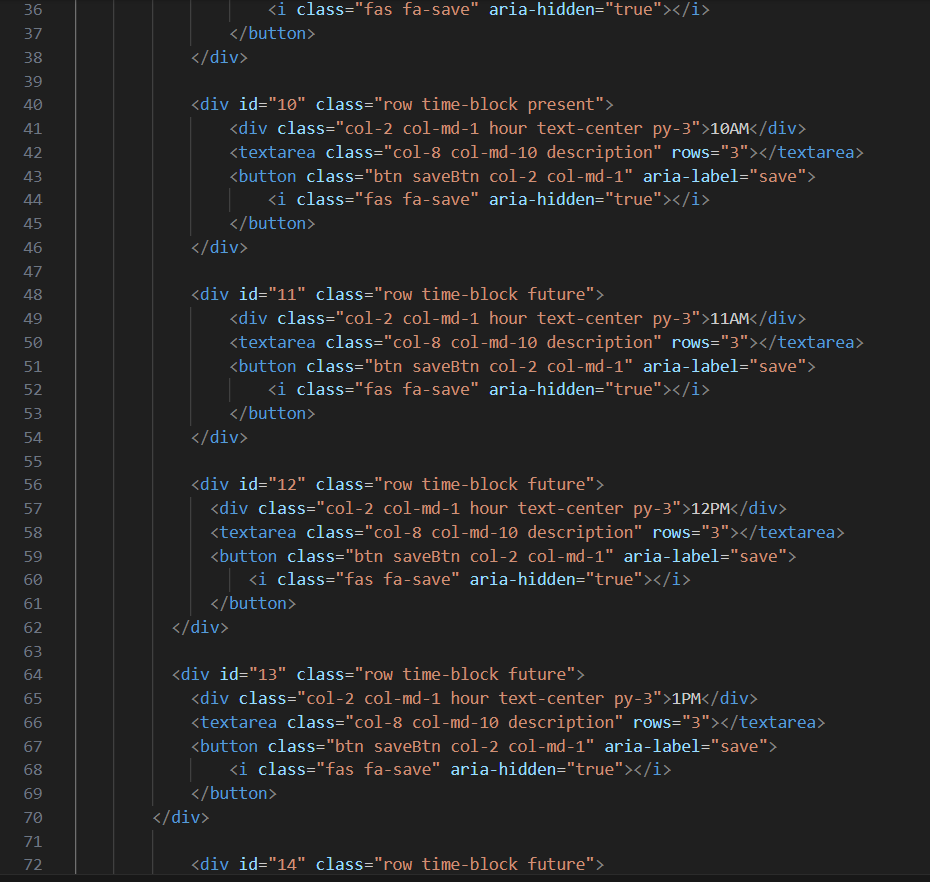 36 <i class="fas fa-save" aria-hidden="true"></i>
37 </button>
38 </div>
39
40 <div id="10" class="row time-block present">
41 <div class="col-2 col-md-1 hour text-center py-3">10AM</div>
42 <textarea class="col-8 col-md-10 description" rows="3"></textarea>
43 <button class="btn saveBtn col-2 col-md-1" aria-label="save">
44 <i class="fas fa-save" aria-hidden="true"></i>
45 </button>
46 </div>
47
48 <div id="11" class="row time-block future">
49 <div class="col-2 col-md-1 hour text-center py-3">11AM</div>
50 <textarea class="col-8 col-md-10 description" rows="3"></textarea>
51 <button class="btn saveBtn col-2 col-md-1" aria-label="save">
52 <i class="fas fa-save" aria-hidden="true"></i>
53 </button>
54 </div>
55
56 <div id="12" class="row time-block future">
57 <div class="col-2 col-md-1 hour text-center py-3">12PM</div>
58 <textarea class="col-8 col-md-10 description" rows="3"></textarea>
59 <button class="btn saveBtn col-2 col-md-1" aria-label="save">
60 <i class="fas fa-save" aria-hidden="true"></i>
61 </button>
62 </div>
63
64 <div id="13" class="row time-block future">
65 <div class="col-2 col-md-1 hour text-center py-3">1PM</div>
66 <textarea class="col-8 col-md-10 description" rows="3"></textarea>
67 <button class="btn saveBtn col-2 col-md-1" aria-label="save">
68 <i class="fas fa-save" aria-hidden="true"></i>
69 </button>
70 </div>
71
72 <div id="14" class="row time-block future">